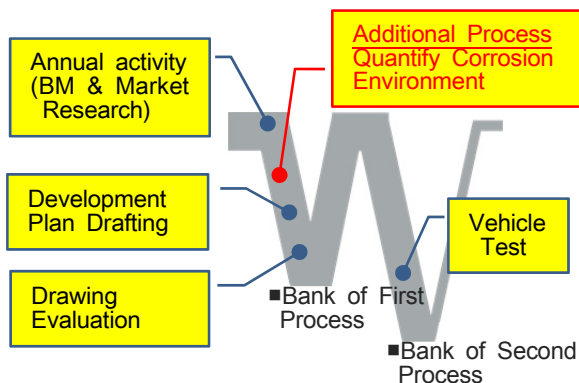 Annual activity
(BM & Market
Research)
Additional Process
Quantify Corrosion
Environment
Development
Plan Drafting
Vehicle
Test
Drawing
Evaluation
■Bank of First
Process
■Bank of Second
Process